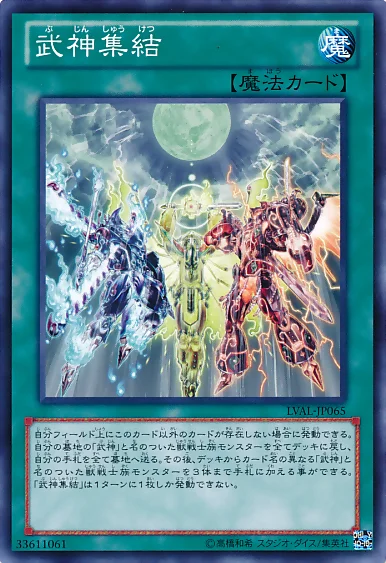 武神集結
魔
【魔法カード】
LVAL-JP065
自分フィールド上にこのカード以外のカードが存在しない場合に発動できる。
自分の墓地の「武神」と名のついた獣戦士族モンスターを全てデッキに戻し、
自分の手札を全て墓地へ送る。その後、デッキからカード名の異なる「武神」と
名のついた獣戦士族モンスターを３体まで手札に加える事ができる。
「武神集結」は１ターンに１枚しか発動できない。
33611061
©高橋和希 スタジオ・ダイス/集英社